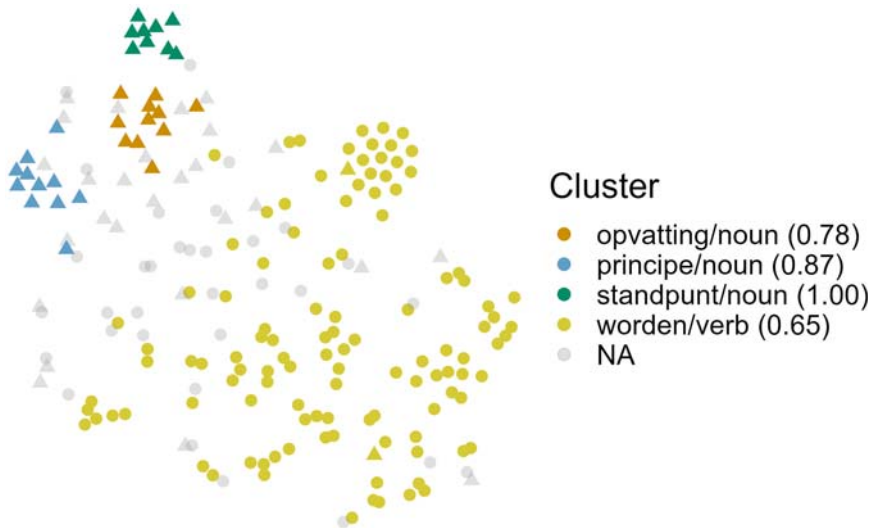 Cluster
opvatting/noun (0.78)
principe/noun (0.87)
standpunt/noun (1.00)
worden/verb (0.65)
NA